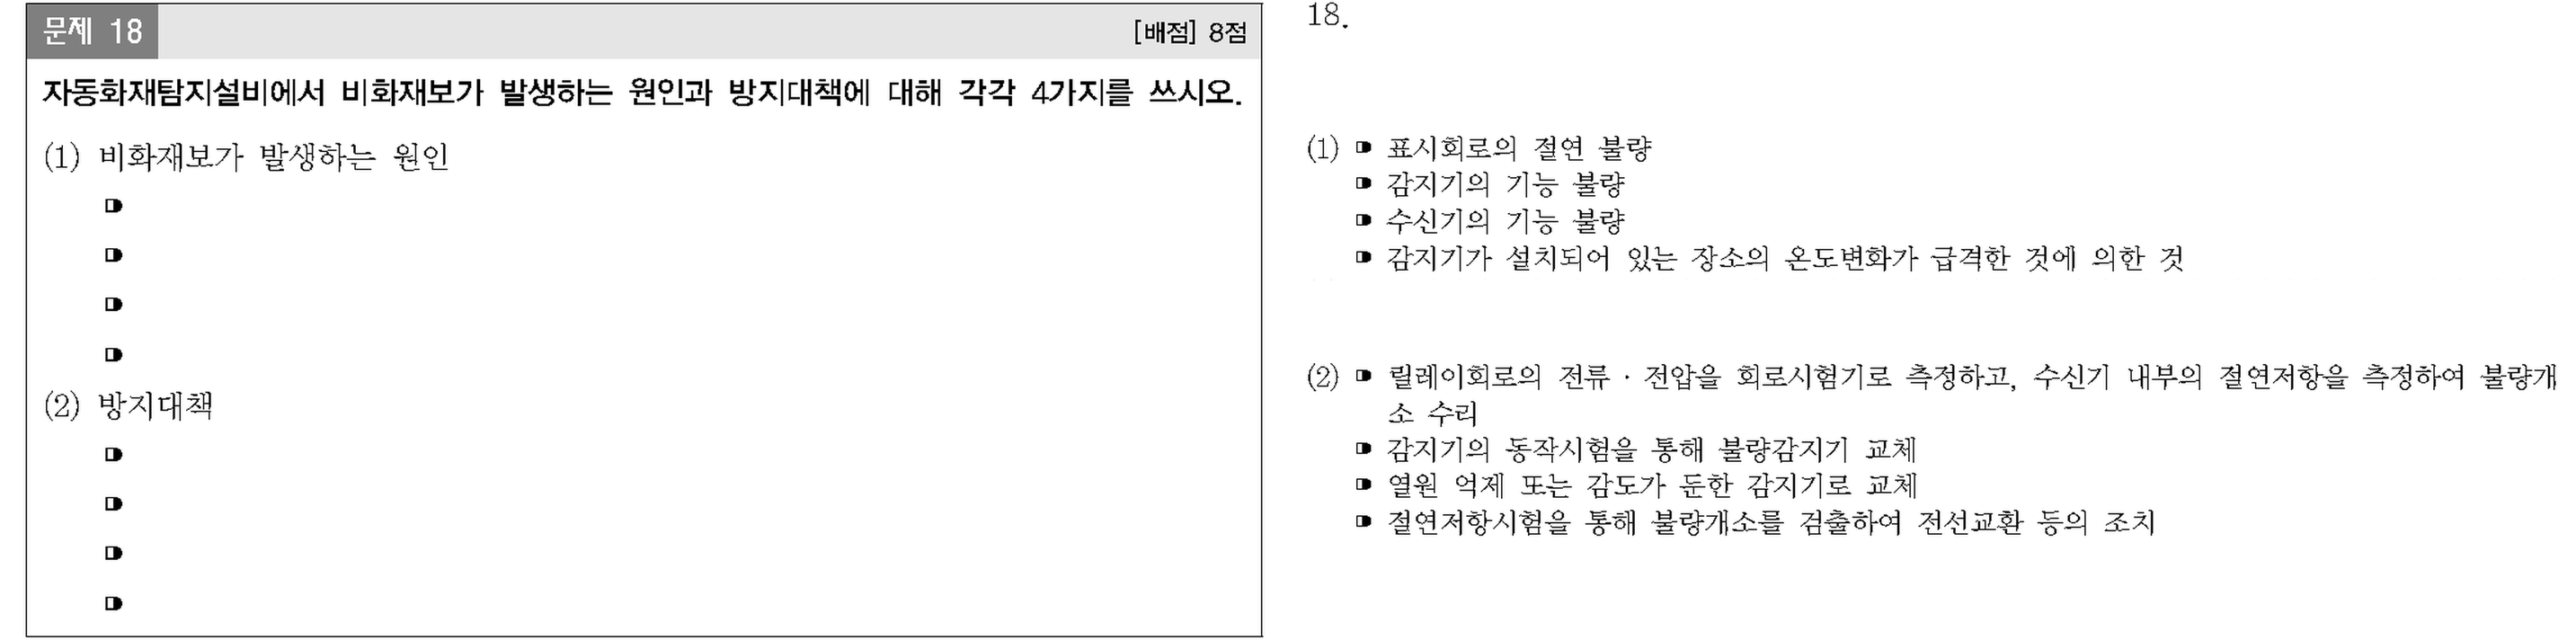 문제 18 [배점] 8점
자동화재탐지설비에서 비화재보가 발생하는 원인과 방지대책에 대해 각각 4가지를 쓰시오.
(1) 비화재보가 발생하는 원인
(2) 방지대책
18.
(1) 표시회로의 절연 불량
감지기의 기능 불량
수신기의 기능 불량
감지기가 설치되어 있는 장소의 온도변화가 급격한 것에 의한 것
(2) 릴레이회로의 전류 · 전압을 회로시험기로 측정하고, 수신기 내부의 절연저항을 측정하여 불량개
소 수리
감지기의 동작시험을 통해 불량감지기 교체
열원 억제 또는 감도가 둔한 감지기로 교체
절연저항시험을 통해 불량개소를 검출하여 전선교환 등의 조치